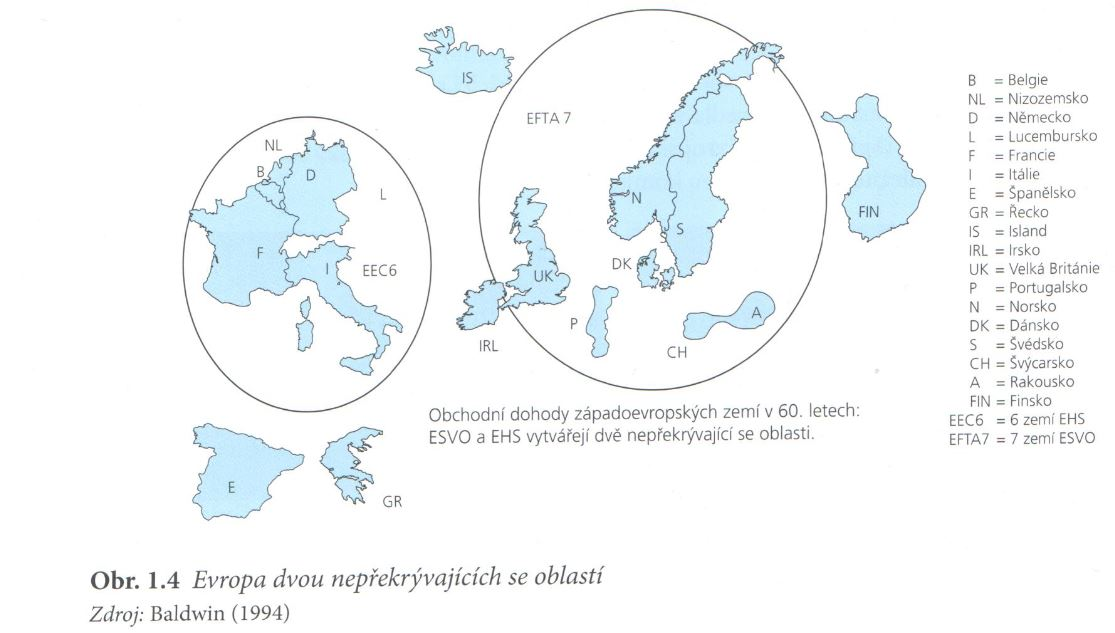 IS
EFTA 7
NL
B
D
L
F
I
EEC6
N
S
FIN
DK
UK
P
A
CH
IRL
E
GR
B = Belgie
NL = Nizozemsko
D = Německo
L = Lucembursko
F = Francie
I = Itálie
E = Španělsko
GR = Řecko
IS = Island
IRL = Irsko
UK = Velká Británie
P = Portugalsko
N = Norsko
DK = Dánsko
S = Švédsko
CH = Švýcarsko
A = Rakousko
FIN = Finsko
EEC6 = 6 zemí EHS
EFTA7 = 7 zemí ESVO
Obchodní dohody západoevropských zemí v 60. letech:
ESVO a EHS vytvářejí dvě nepřekrývající se oblasti.
Obr. 1.4 Evropa dvou nepřekrývajících se oblastí
Zdroj: Baldwin (1994)